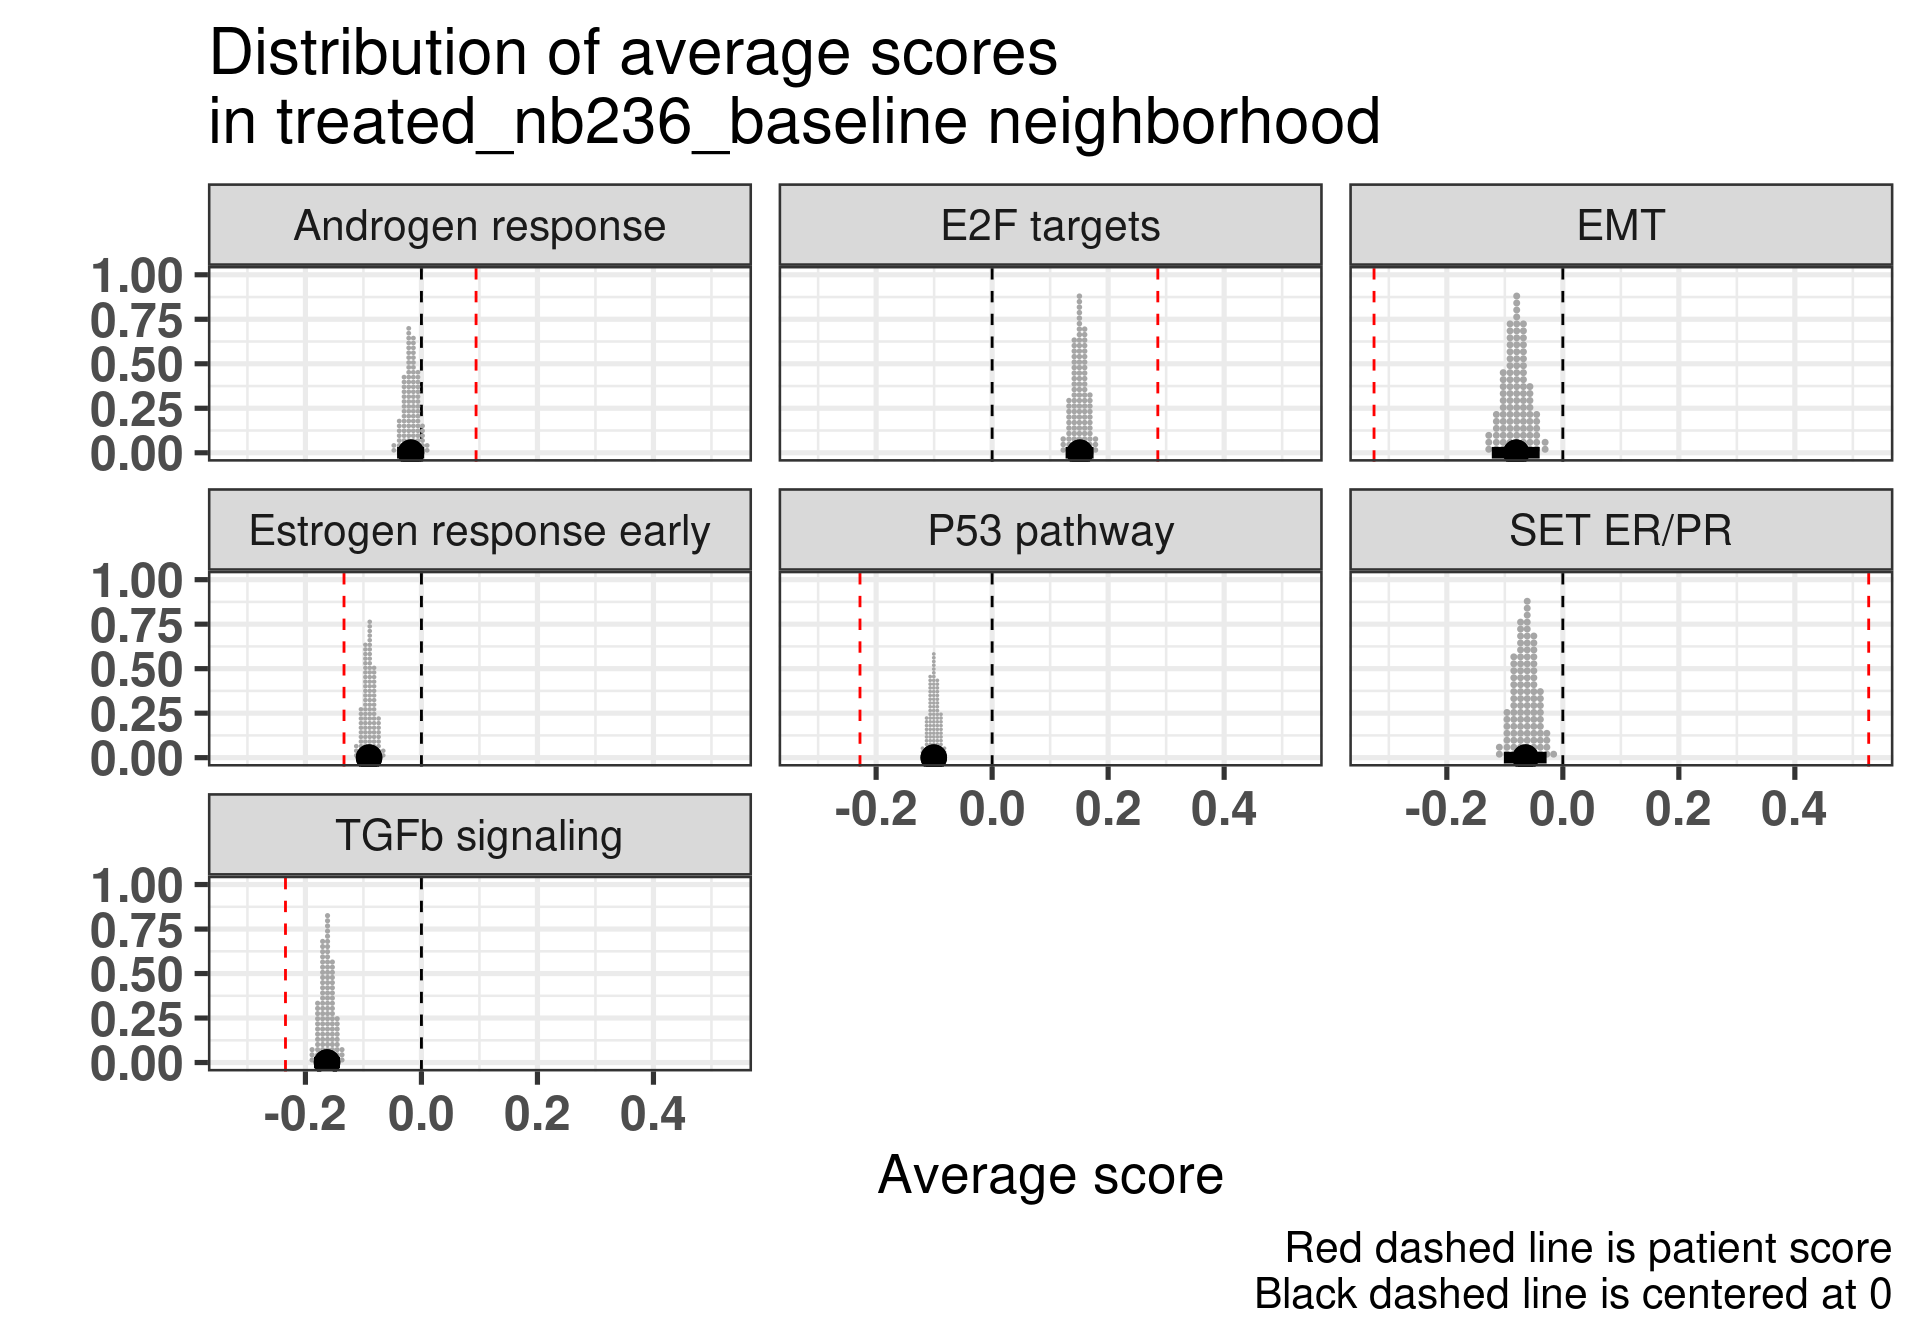 Distribution of average scores
in treated_nb236_baseline neighborhood
Androgen response
E2F targets
EMT
1.00
0.75
0.50
0.25
0.00
Estrogen response early
P53 pathway
SET ER/PR
1.00
0.75
0.50
0.25
0.00
-0.2 0.0 0.2 0.4
-0.2 0.0 0.2 0.4
TGFb signaling
1.00
0.75
0.50
0.25
0.00
-0.2 0.0 0.2 0.4
Average score
Red dashed line is patient score
Black dashed line is centered at 0